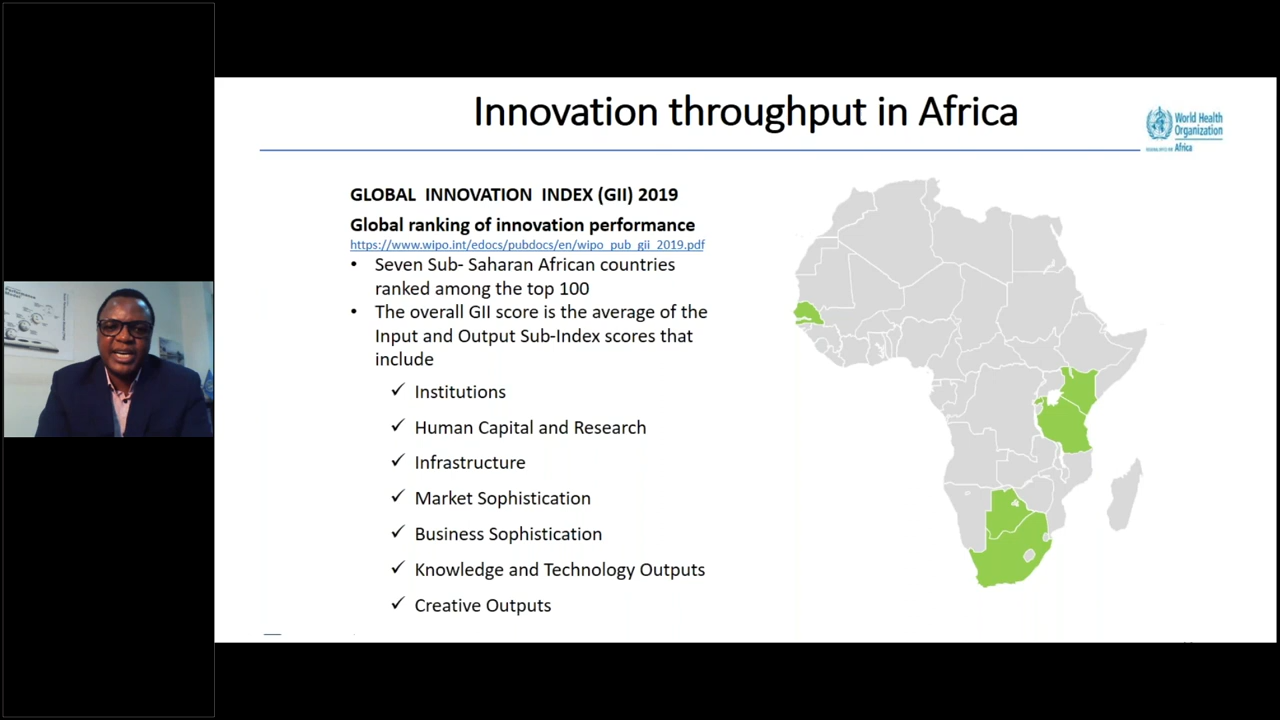 Innovation throughput in Africa
World Health
Organization
Africa
GLOBAL INNOVATION INDEX (GII) 2019
Global ranking of innovation performance
https://www.wipo.int/edocs/pubdocs/en/wipo_pub_gii_2019.pdf
• Seven Sub- Saharan African countries
ranked among the top 100
• The overall GII score is the average of the
Input and Output Sub-Index scores that
include
✓ Institutions
✓ Human Capital and Research
✓ Infrastructure
✓ Market Sophistication
✓ Business Sophistication
✓ Knowledge and Technology Outputs
✓ Creative Outputs